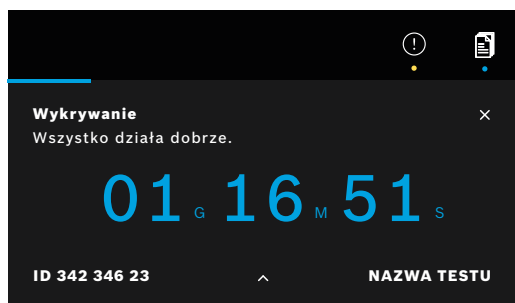 Wykrywanie
Wszystko działa dobrze.
01 G 16 M 51 S
ID 342 346 23 NAZWA TESTU